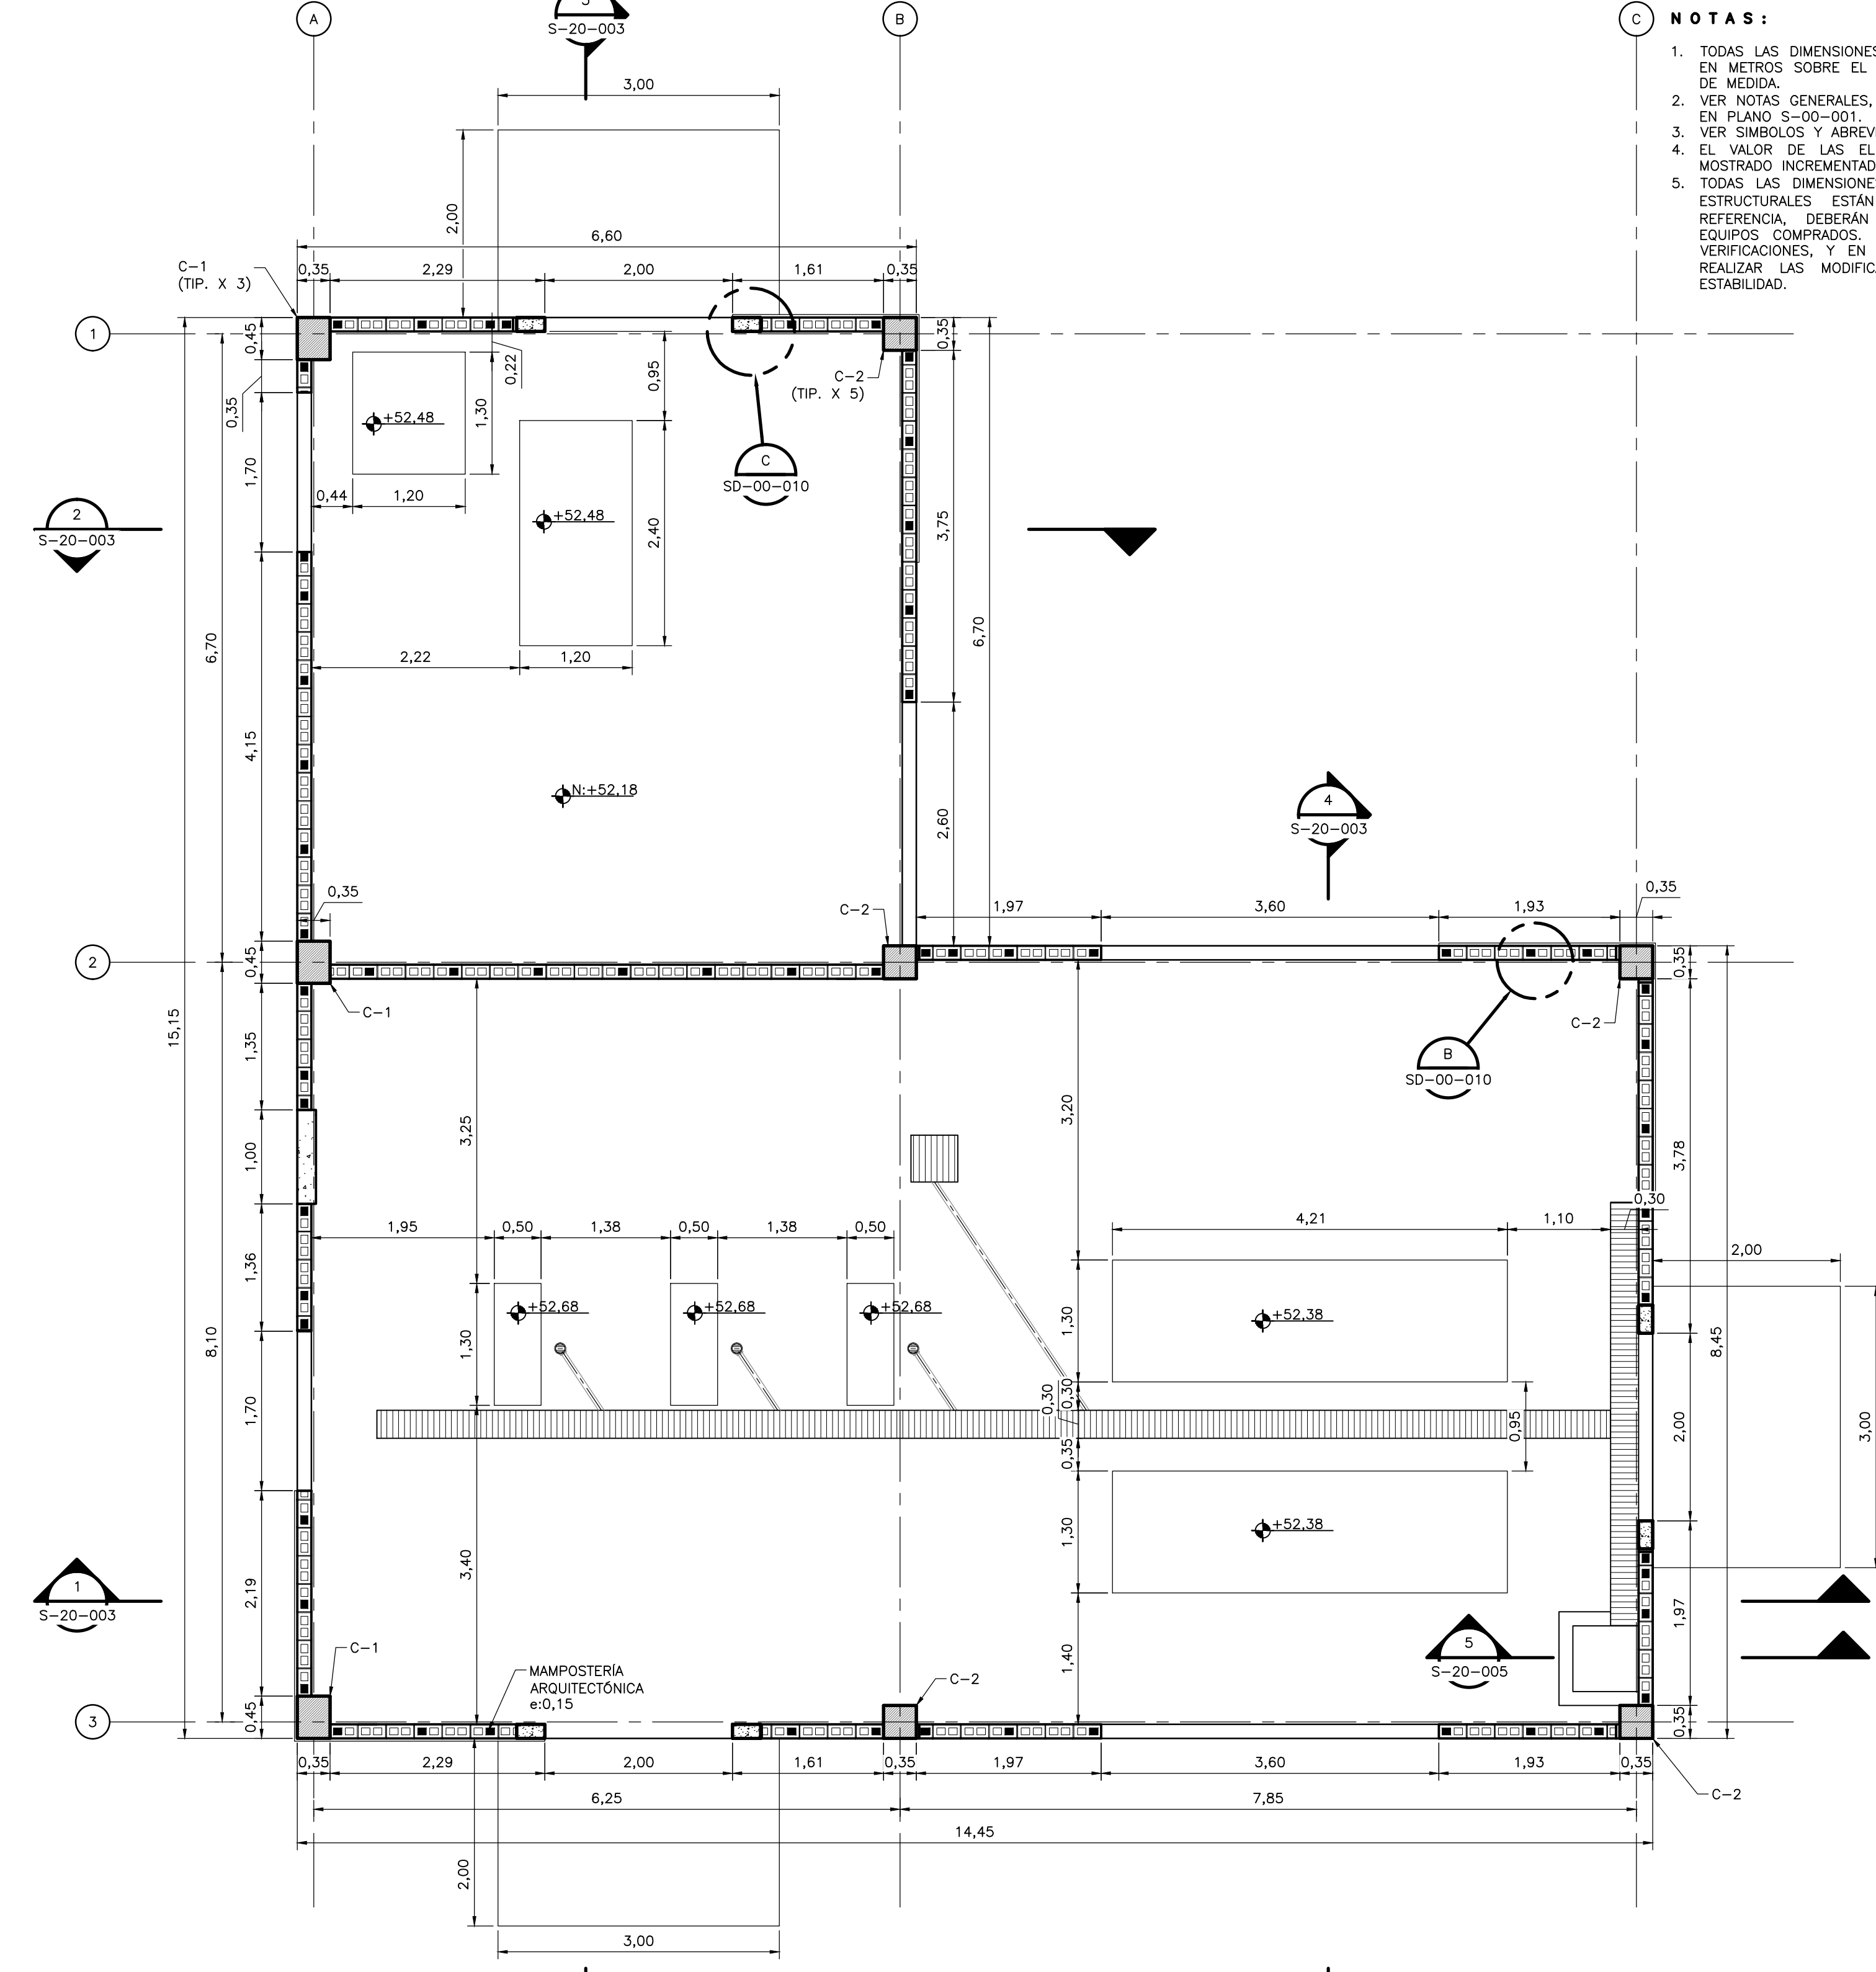 A
B
C
3
S-20-003
NOTAS:
1. TODAS LAS DIMENSIONES
EN METROS SOBRE EL
DE MEDIDA.
2. VER NOTAS GENERALES,
EN PLANO S-00-001.
3. VER SIMBOLOS Y ABREV
4. EL VALOR DE LAS EL
MOSTRADO INCREMENTAD
5. TODAS LAS DIMENSIONE
ESTRUCTURALES ESTÁN
REFERENCIA, DEBERÁN
EQUIPOS COMPRADOS.
VERIFICACIONES, Y EN
REALIZAR LAS MODIFIC
ESTABILIDAD.
3,00
2,00
6,60
C-1
(TIP. X 3)
0,35
2,29
2,00
1,61
0,35
1
0,45
0,35
0,22
0,95
C-2
(TIP. X 5)
0,35
1,30
+52,48
1,70
0,44
1,20
C
SD-00-010
2
S-20-003
+52,48
2,40
3,75
6,70
6,70
2,22
1,20
4,15
N:+52,18
2,60
4
S-20-003
0,35
C-2
1,97
3,60
1,93
0,35
2
0,45
0,35
C-1
C-2
15,15
1,35
B
SD-00-010
3,25
3,20
1,00
3,78
0,30
1,95
0,50
1,38
0,50
1,38
0,50
4,21
1,10
2,00
1,36
+52,68
+52,68
+52,68
+52,38
1,30
1,30
8,10
8,45
0,30
0,30
1,70
0,95
2,00
3,00
0,35
+52,38
1,30
3,40
2,19
1
S-20-003
1,97
5
S-20-005
1,40
C-1
MAMPOSTERÍA
ARQUITECTÓNICA
e:0,15
C-2
3
0,45
0,35
0,35
2,29
2,00
1,61
0,35
1,97
3,60
1,93
0,35
C-2
6,25
7,85
14,45
2,00
3,00